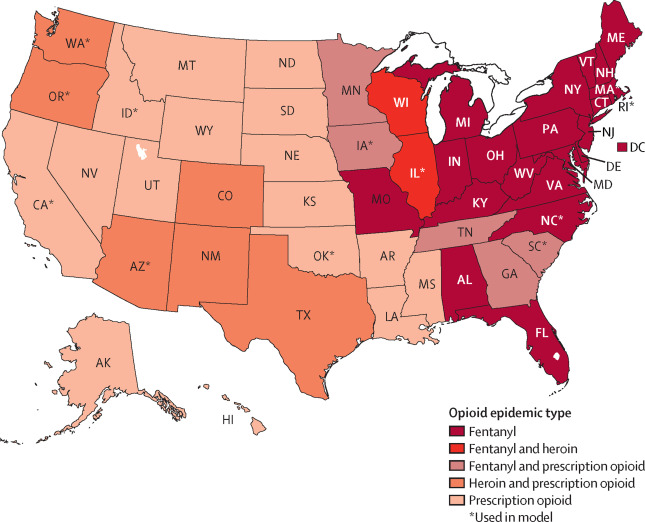 WA*
OR*
CA*
NV
ID*
MT
WY
UT
AZ*
CO
NM
ND
SD
NE
KS
OK*
TX
MN
IA*
MO
AR
LA
WI
IL*
MS
MI
IN
KY
TN
AL
OH
WV
GA
FL
SC*
NC*
VA
PA
NY
VT
NH
ME
MA
CT
RI*
NJ
DC
DE
MD
AK
HI
Opioid epidemic type
Fentanyl
Fentanyl and heroin
Fentanyl and prescription opioid
Heroin and prescription opioid
Prescription opioid
*Used in model